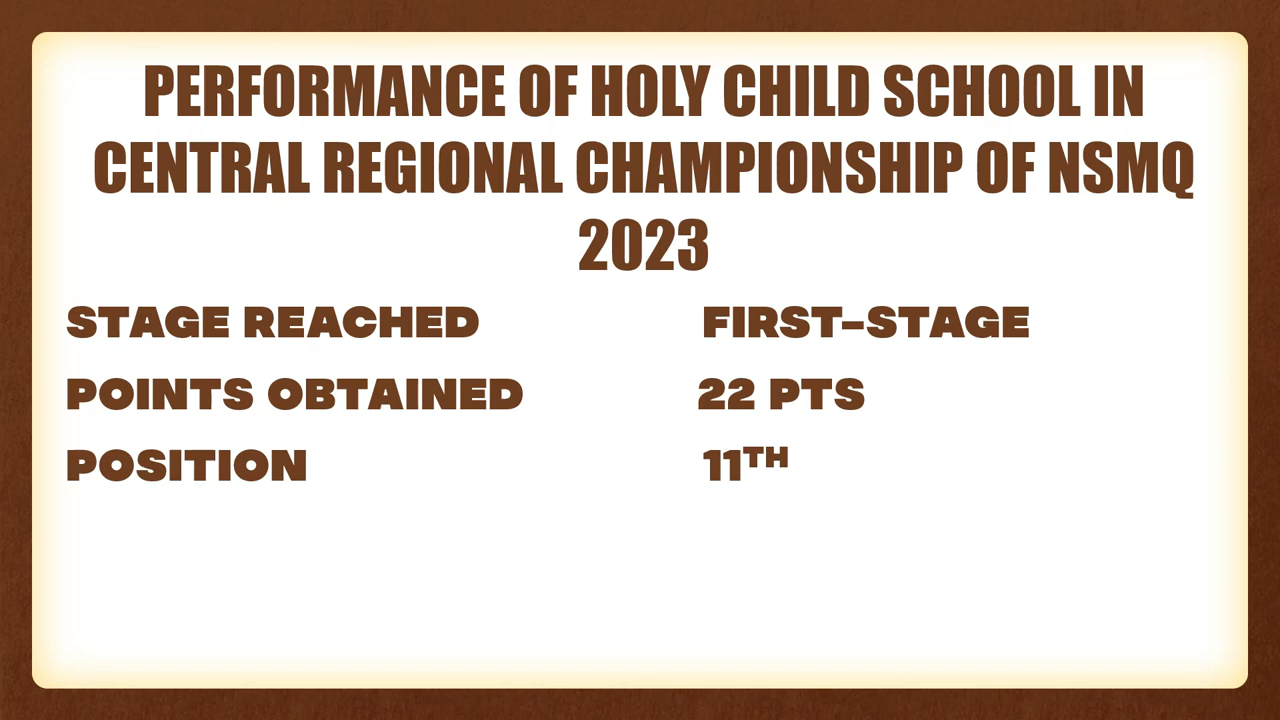 PERFORMANCE OF HOLY CHILD SCHOOL IN
CENTRAL REGIONAL CHAMPIONSHIP OF NSMQ
2023
STAGE REACHED FIRST-STAGE
POINTS OBTAINED 22 PTS
POSITION 11TH